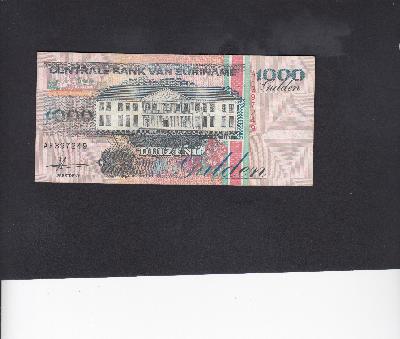 CENTRALE BANK VAN SURINAME
1000
Gulden
1000
DUIZEND
Gulden